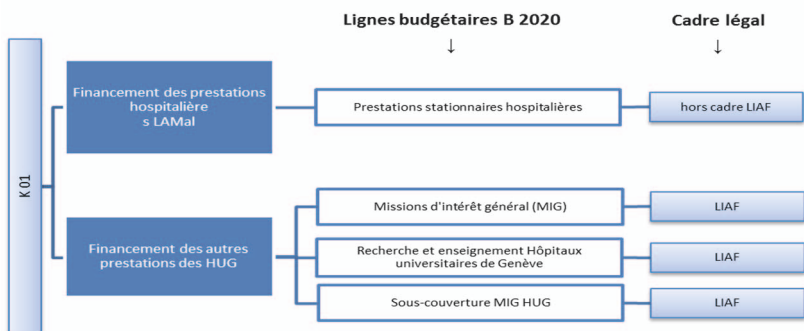 Lignes budgétaires B 2020
Cadre légal
↓
↓
K 01
Financement des prestations
hospitalière
s LAMal
Prestations stationnaires hospitalières
hors cadre LIAF
Financement des autres
prestations des HUG
Missions d'intérêt général (MIG)
LIAF
Recherche et enseignement Hôpitaux
universitaires de Genève
LIAF
Sous-couverture MIG HUG
LIAF